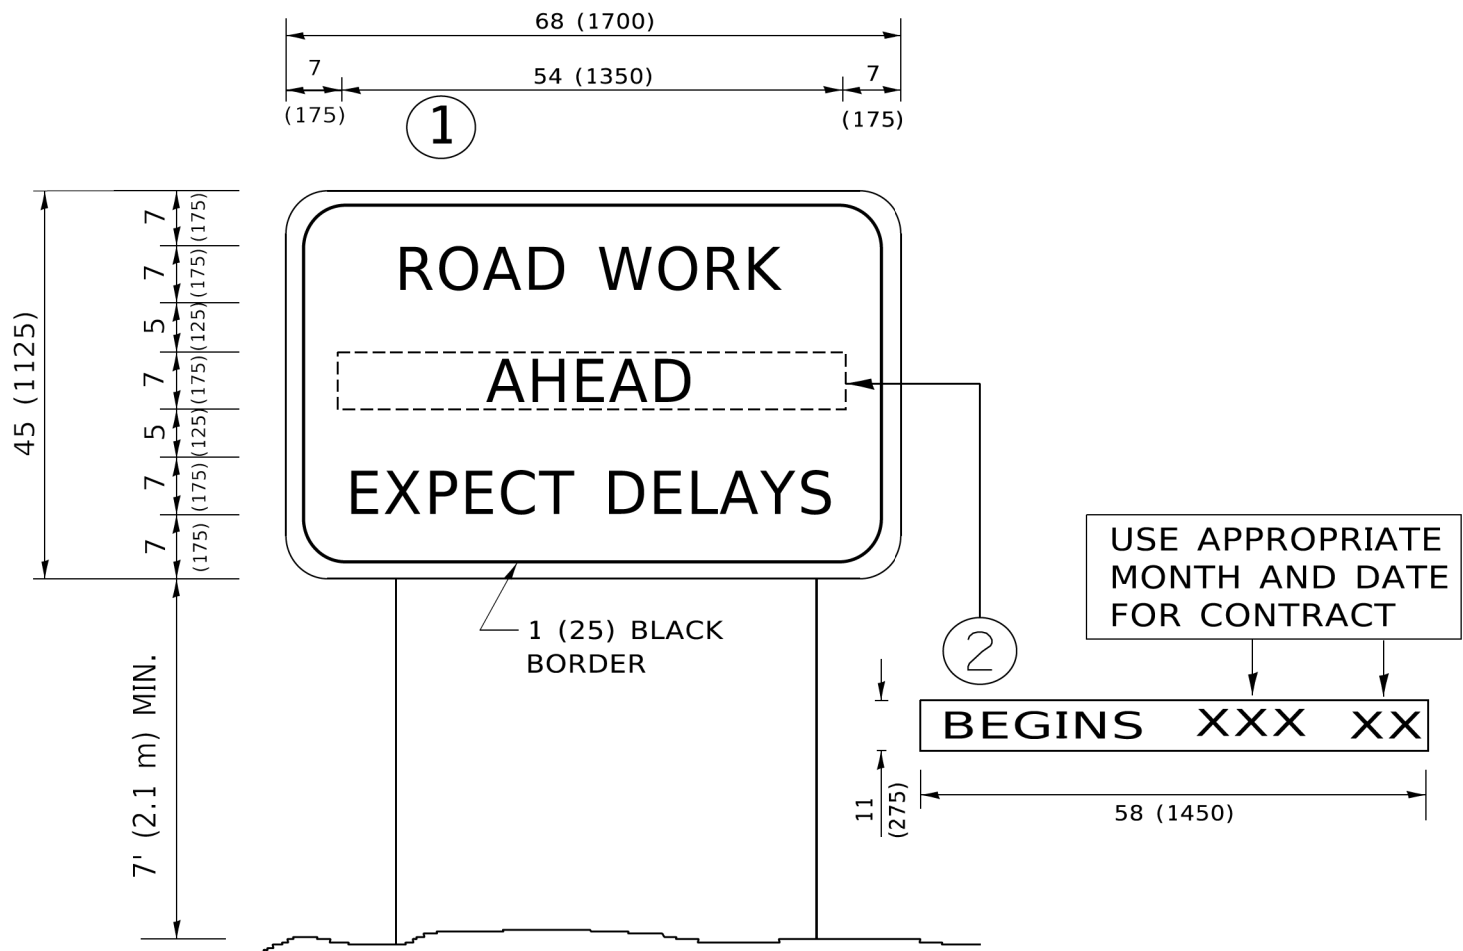 68 (1700)
7
54 (1350)
7
(175)
(175)
1
ROAD WORK
AHEAD
EXPECT DELAYS
45 (1125)
7 (175)
7 (175)
5 (125)
7 (175)
5 (125)
7 (175)
7 (175)
7' (2.1 m) MIN.
1 (25) BLACK
BORDER
2
USE APPROPRIATE
MONTH AND DATE
FOR CONTRACT
BEGINS XXX XX
11
(275)
58 (1450)